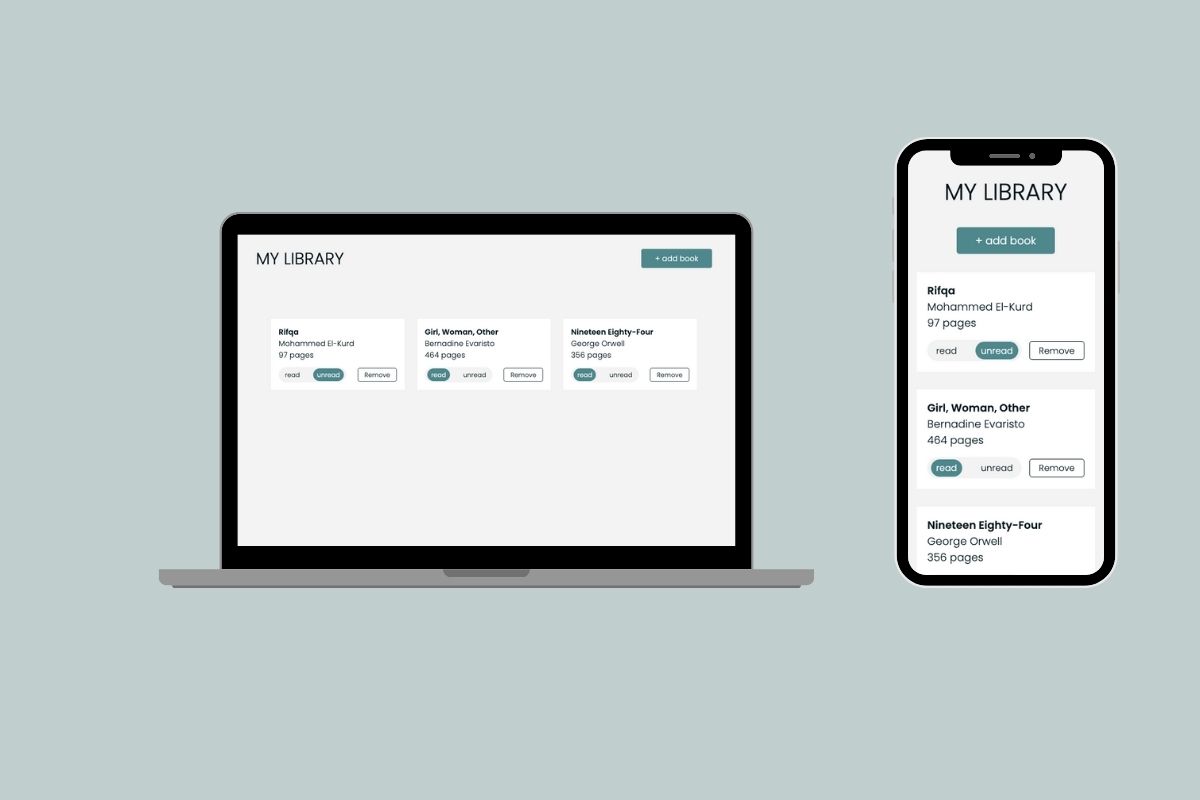 MY LIBRARY
+ add book
Rifqa
Mohammed El-Kurd
97 pages
read unread Remove
Girl, Woman, Other
Bernadine Evaristo
464 pages
read unread Remove
Nineteen Eighty-Four
George Orwell
356 pages
read unread Remove
MY LIBRARY
+ add book
Rifqa
Mohammed El-Kurd
97 pages
read unread Remove
Girl, Woman, Other
Bernadine Evaristo
464 pages
read unread Remove
Nineteen Eighty-Four
George Orwell
356 pages